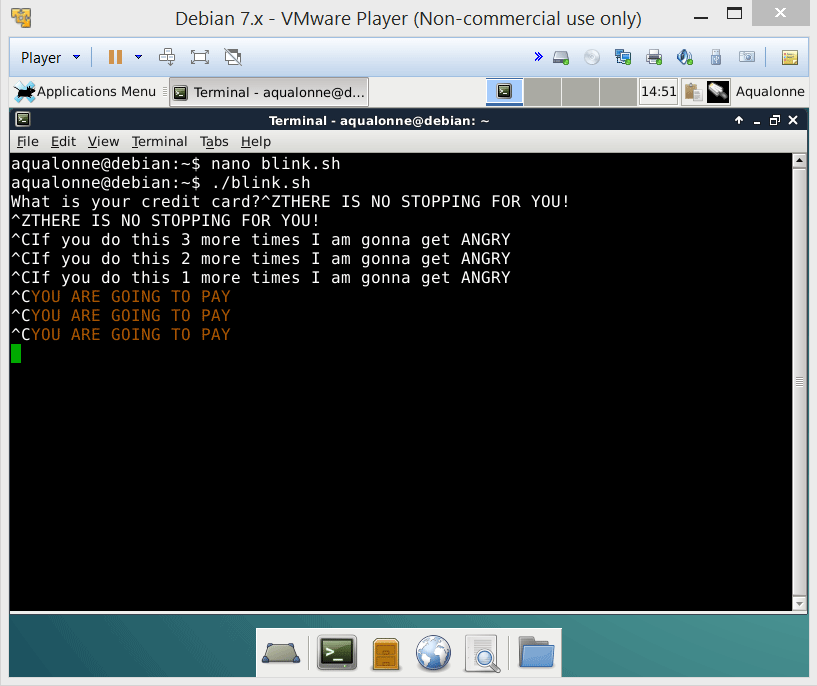 Debian 7.x - VMware Player (Non-commercial use only)
Player
Applications Menu
Terminal - aqualonne@d...
14:51
Aqualonne
Terminal - aqualonne@debian: ~
File Edit View Terminal Tabs Help
aqualonne@debian:~$ nano blink.sh
aqualonne@debian:~$ ./blink.sh
What is your credit card?^ZTHERE IS NO STOPPING FOR YOU!
^ZTHERE IS NO STOPPING FOR YOU!
^CIf you do this 3 more times I am gonna get ANGRY
^CIf you do this 2 more times I am gonna get ANGRY
^CIf you do this 1 more times I am gonna get ANGRY
^CYOU ARE GOING TO PAY
^CYOU ARE GOING TO PAY
^CYOU ARE GOING TO PAY